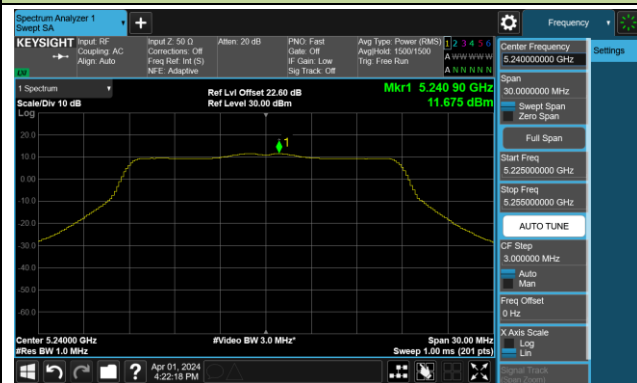 Spectrum Analyzer 1
Swept SA
+
Frequency
KEYSIGHT
Input: RF
Coupling: AC
Align: Auto
Input Z: 50 Ω
Corrections: Off
Freq Ref: Int (S)
NFE: Adaptive
Atten: 20 dB
PNO: Fast
Gate: Off
IF Gain: Low
Sig Track: Off
Avg Type: Power (RMS)
Avg|Hold: 1500/1500
Trig: Free Run
1 2 3 4 5 6
A W W W W W
A N N N N N
LXI
1 Spectrum
Scale/Div 10 dB
Log
Ref Lvl Offset 22.60 dB
Ref Level 30.00 dBm
Mkr1 5.240 90 GHz
11.675 dBm
1
20.0
10.0
0.00
-10.0
-20.0
-30.0
-40.0
-50.0
-60.0
Center 5.24000 GHz
#Res BW 1.0 MHz
#Video BW 3.0 MHz*
Span 30.00 MHz
Sweep 1.00 ms (201 pts)
Apr 01, 2024
4:22:18 PM
?
Center Frequency
5.240000000 GHz
Settings
Span
30.0000000 MHz
Swept Span
Zero Span
Full Span
Start Freq
5.225000000 GHz
Stop Freq
5.255000000 GHz
AUTO TUNE
CF Step
3.000000 MHz
Auto
Man
Freq Offset
0 Hz
X Axis Scale
Log
Lin
Signal Track
(Span Zoom)